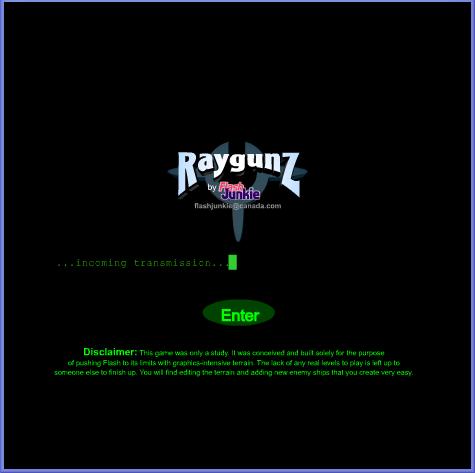 Raygunz
by Flash
Junkie
flashjunkie@canada.com
...incoming transmission...
Enter
Disclaimer: This game was only a study. It was conceived and built solely for the purpose
of pushing Flash to its limits with graphics-intensive terrain. The lack of any real levels to play is left up to
someone else to finish up. You will find editing the terrain and adding new enemy ships that you create very easy.